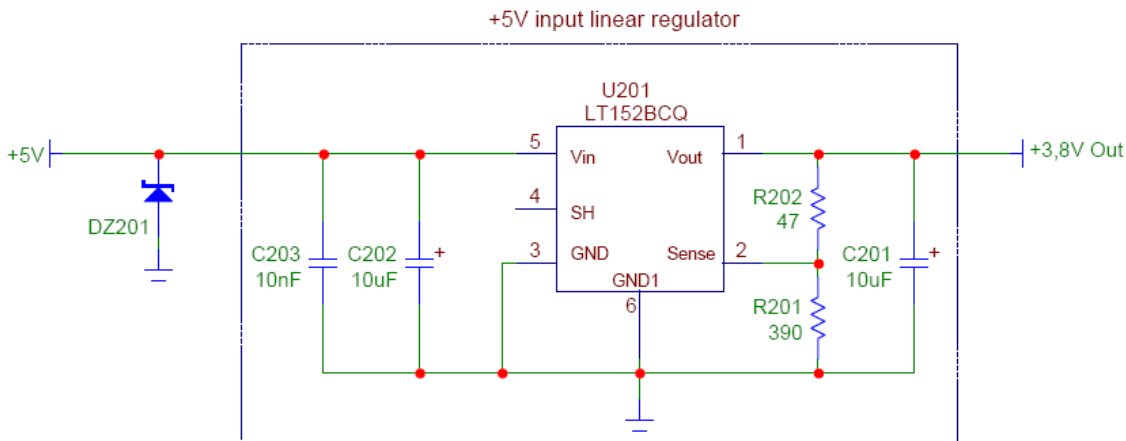 +5V input linear regulator
U201
LT152BCQ
+5V
5
Vin
Vout
1
+3,8V Out
DZ201
4
SH
R202
47
C203
10nF
C202
10uF
+
3
GND
Sense
2
GND1
6
C201
10uF
+
R201
390